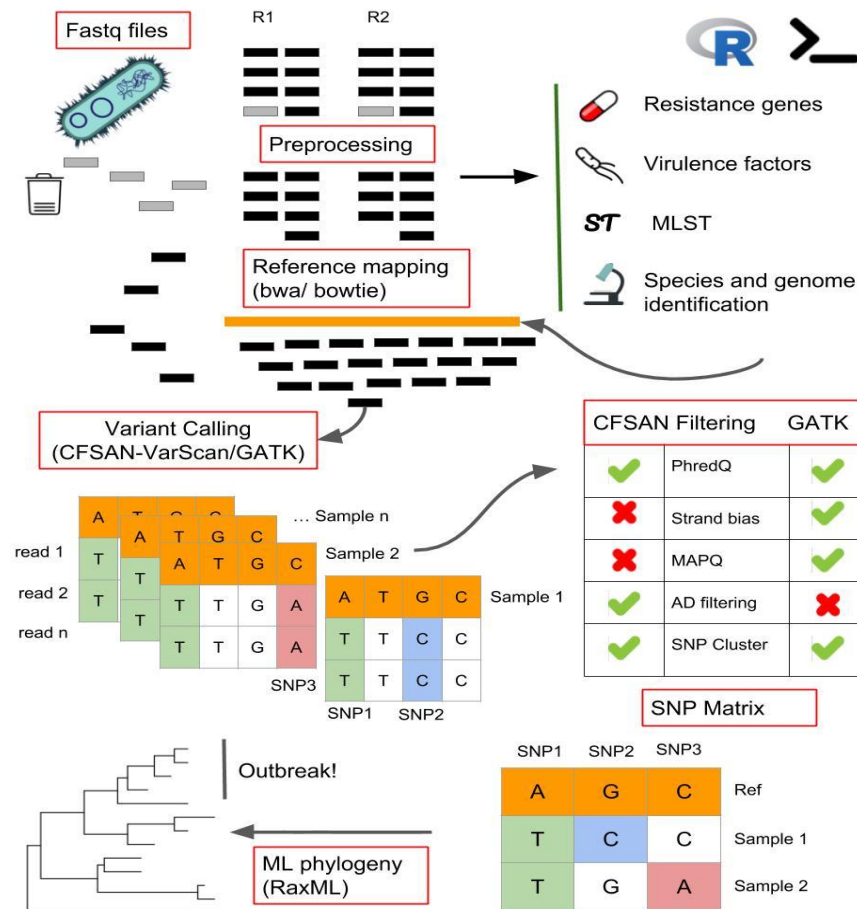 Fastq files
R1
R2
R
Preprocessing
Resistance genes
Virulence factors
ST
MLST
Species and genome
identification
Reference mapping
(bwa/ bowtie)
Variant Calling
(CFSAN-VarScan/GATK)
CFSAN Filtering GATK
PhredQ
Strand bias
MAPQ
AD filtering
SNP Cluster
... Sample n
Sample 2
Sample 1
read 1
read 2
read n
A T G C
T
T
A T G C
T
T
A T G C
T T G A
T T G A
SNP3
A T G C
T T C C
T T C C
SNP1 SNP2
SNP Matrix
SNP1 SNP2 SNP3
A G C Ref
T C C Sample 1
T G A Sample 2
Outbreak!
ML phylogeny
(RaxML)